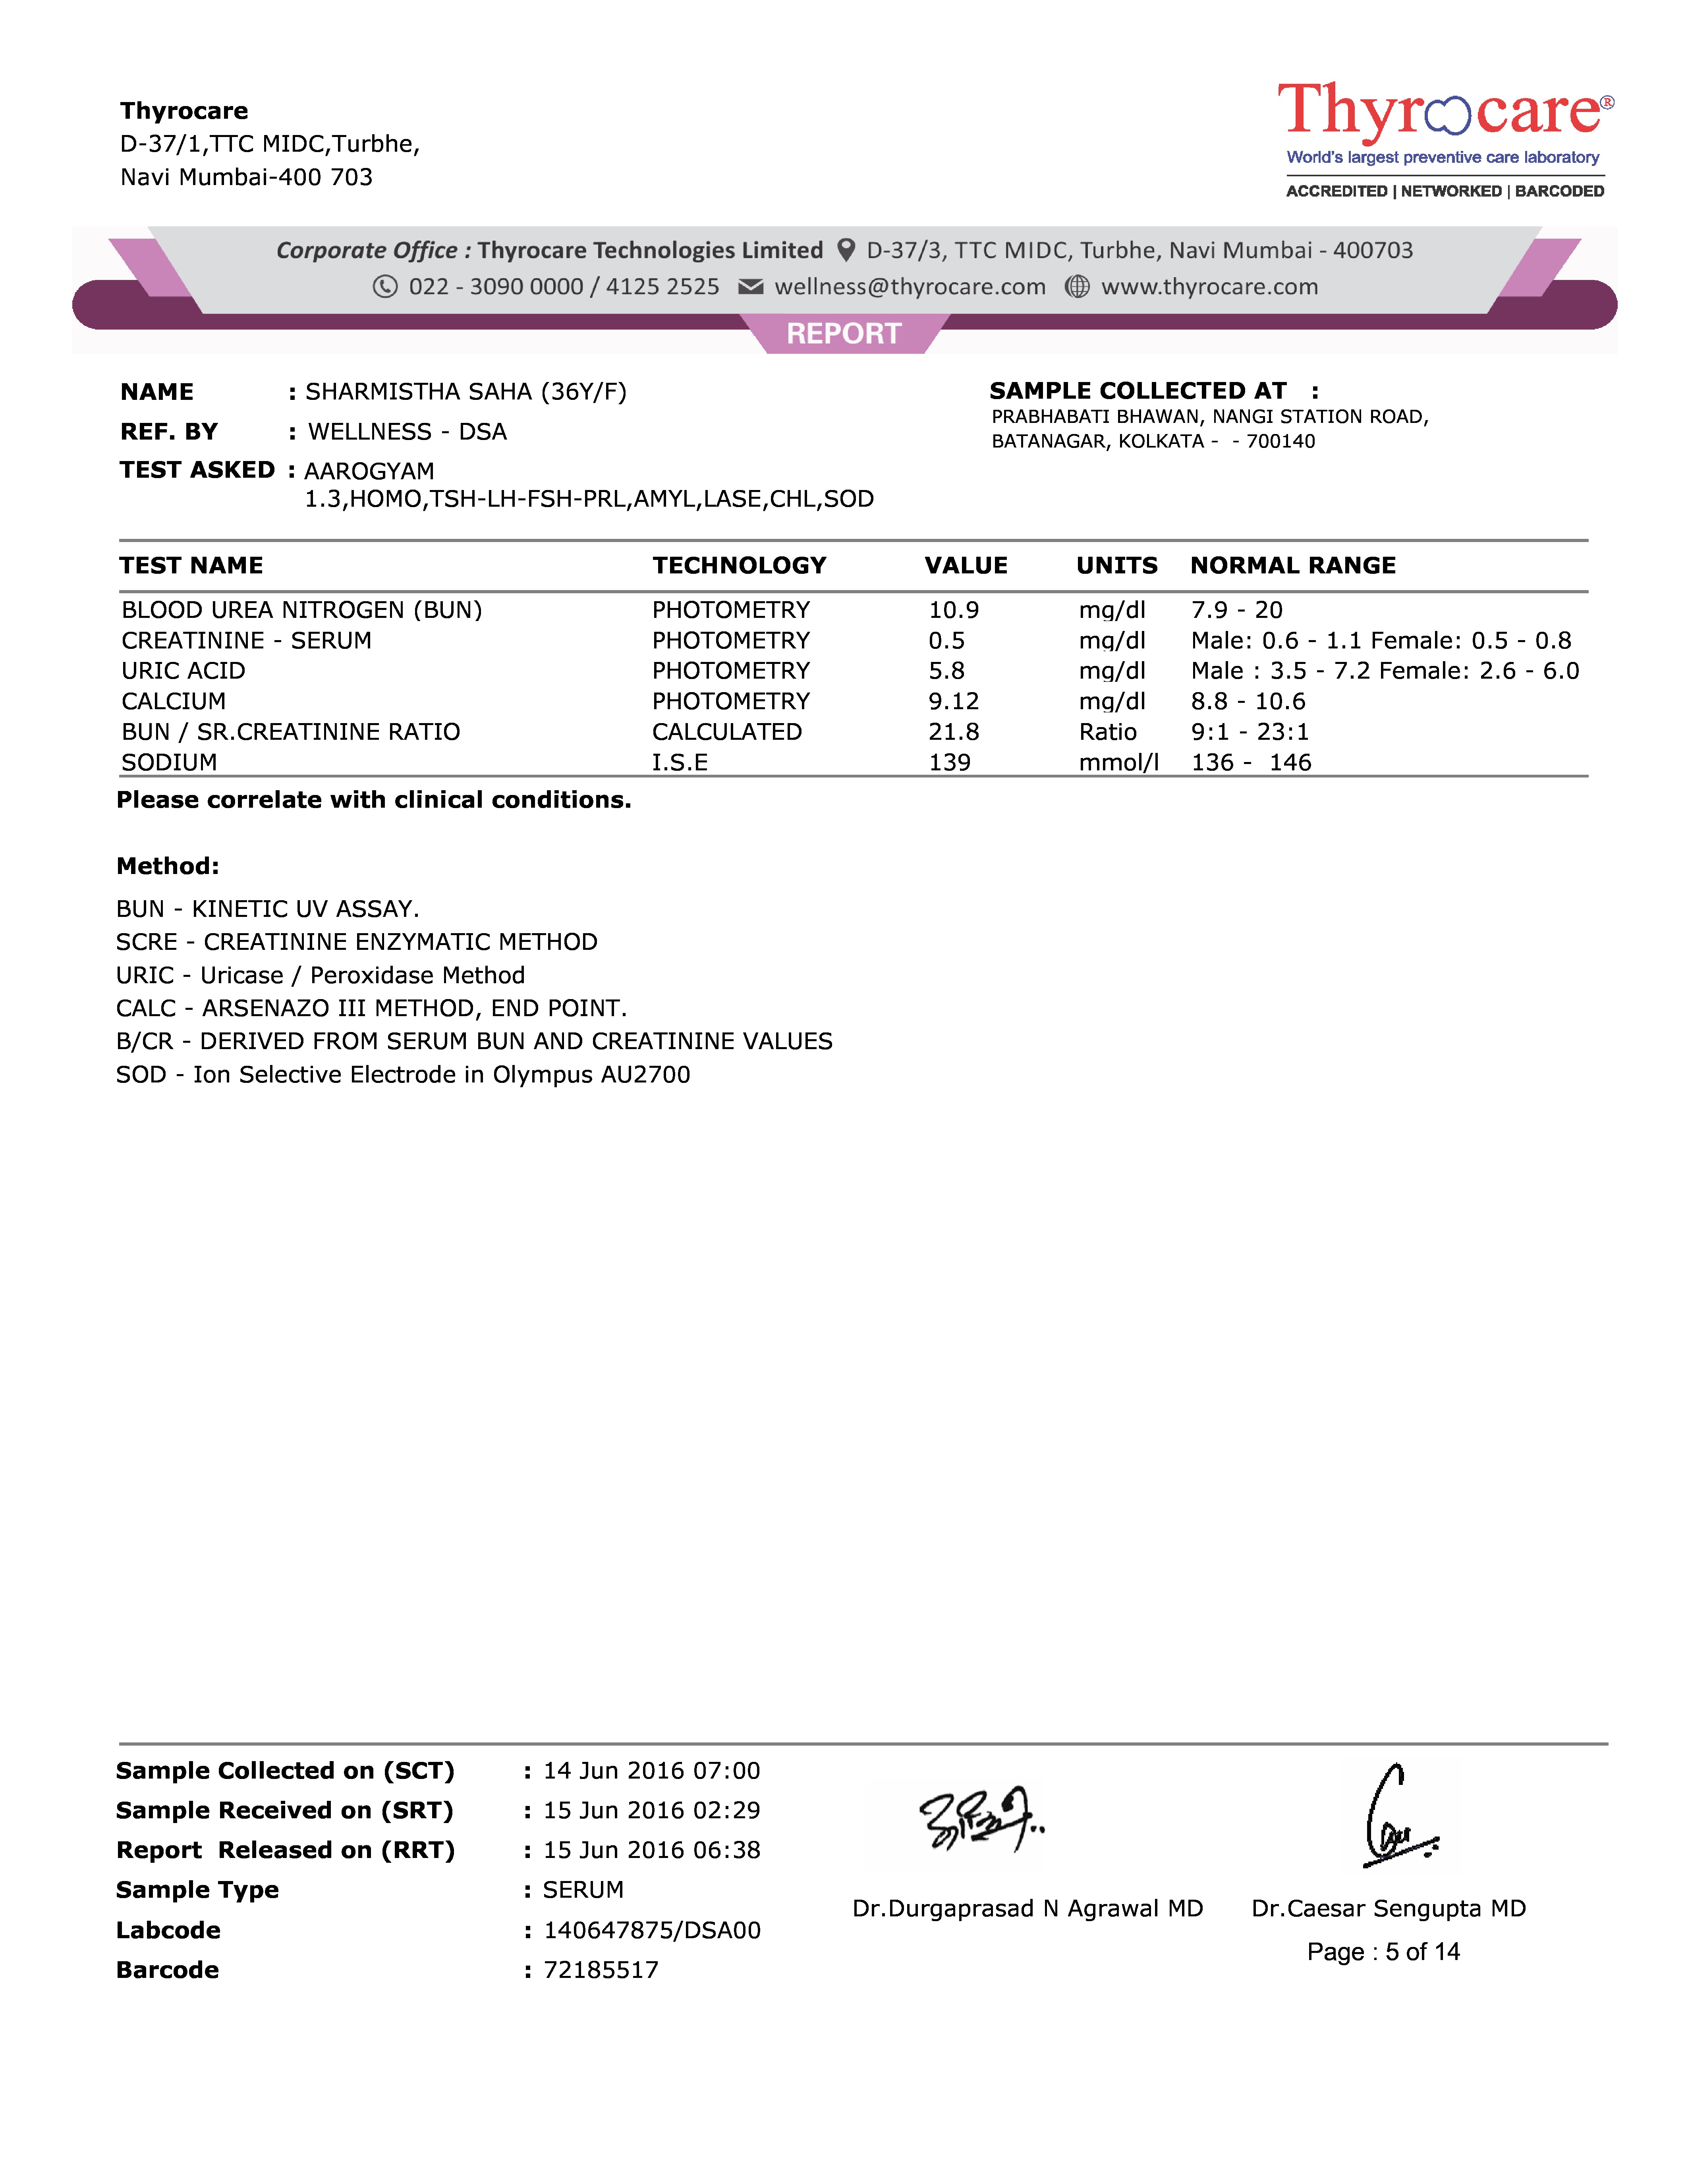 Thyrocare
D-37/1,TTC MIDC,Turbhe,
Navi Mumbai-400 703
Thyrocare®
World's largest preventive care laboratory
ACCREDITED | NETWORKED | BARCODED
Corporate Office : Thyrocare Technologies Limited D-37/3, TTC MIDC, Turbhe, Navi Mumbai - 400703
022 - 3090 0000 / 4125 2525 wellness@thyrocare.com www.thyrocare.com
REPORT
NAME : SHARMISTHA SAHA (36Y/F)
REF. BY : WELLNESS - DSA
TEST ASKED : AAROGYAM
1.3,HOMO,TSH-LH-FSH-PRL,AMYL,LASE,CHL,SOD
SAMPLE COLLECTED AT :
PRABHABATI BHAWAN, NANGI STATION ROAD,
BATANAGAR, KOLKATA - - 700140
TEST NAME TECHNOLOGY VALUE UNITS NORMAL RANGE
BLOOD UREA NITROGEN (BUN) PHOTOMETRY 10.9 mg/dl 7.9 - 20
CREATININE - SERUM PHOTOMETRY 0.5 mg/dl Male: 0.6 - 1.1 Female: 0.5 - 0.8
URIC ACID PHOTOMETRY 5.8 mg/dl Male : 3.5 - 7.2 Female: 2.6 - 6.0
CALCIUM PHOTOMETRY 9.12 mg/dl 8.8 - 10.6
BUN / SR.CREATININE RATIO CALCULATED 21.8 Ratio 9:1 - 23:1
SODIUM I.S.E 139 mmol/l 136 - 146
Please correlate with clinical conditions.
Method:
BUN - KINETIC UV ASSAY.
SCRE - CREATININE ENZYMATIC METHOD
URIC - Uricase / Peroxidase Method
CALC - ARSENAZO III METHOD, END POINT.
B/CR - DERIVED FROM SERUM BUN AND CREATININE VALUES
SOD - Ion Selective Electrode in Olympus AU2700
Sample Collected on (SCT) : 14 Jun 2016 07:00
Sample Received on (SRT) : 15 Jun 2016 02:29
Report Released on (RRT) : 15 Jun 2016 06:38
Sample Type : SERUM
Labcode : 140647875/DSA00
Barcode : 72185517
Dr.Durgaprasad N Agrawal MD
Dr.Caesar Sengupta MD
Page : 5 of 14